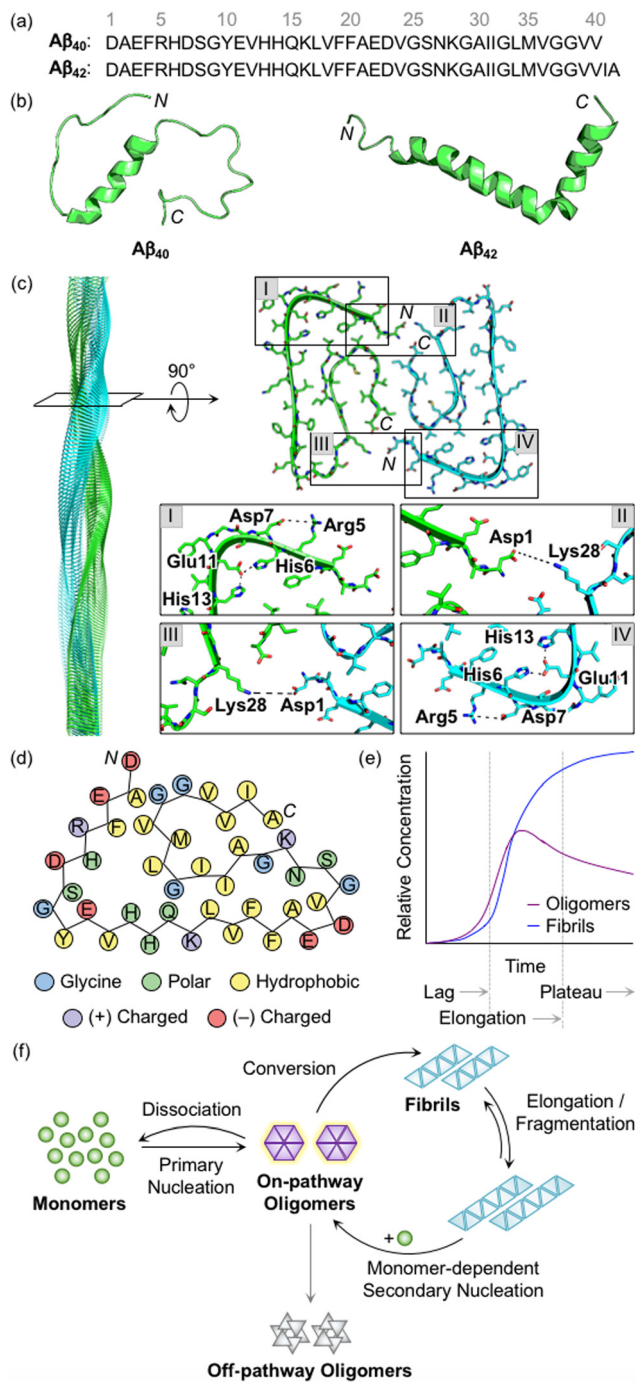 (a) 1 5 10 15 20 25 30 35 40
Aβ40: DAEFRHDSGYEVHHQKLVFFAEDVGSNKGAIIGLMVGGVV
Aβ42: DAEFRHDSGYEVHHQKLVFFAEDVGSNKGAIIGLMVGGVVIA
(b)
N
C
Aβ40
N
C
Aβ42
(c)
90°
I
N
II
C
C
III
N
IV
I
Asp7
Arg5
Glu11
His6
His13
II
Asp1
Lys28
III
Lys28
Asp1
IV
His13
His6
Glu11
Arg5
Asp7
(d)
N D
E A G G V V I
R F V M V A C
D H L I A G K N S
S G I G
G E H Q L F A V
Y V H K V F E D
Glycine Polar Hydrophobic
(+) Charged (–) Charged
(e)
Relative Concentration
Oligomers
Fibrils
Time
Lag
Plateau
Elongation
(f)
Conversion
Fibrils
Dissociation
Elongation /
Fragmentation
Monomers
Primary
Nucleation
On-pathway
Oligomers
+
Monomer-dependent
Secondary Nucleation
Off-pathway Oligomers